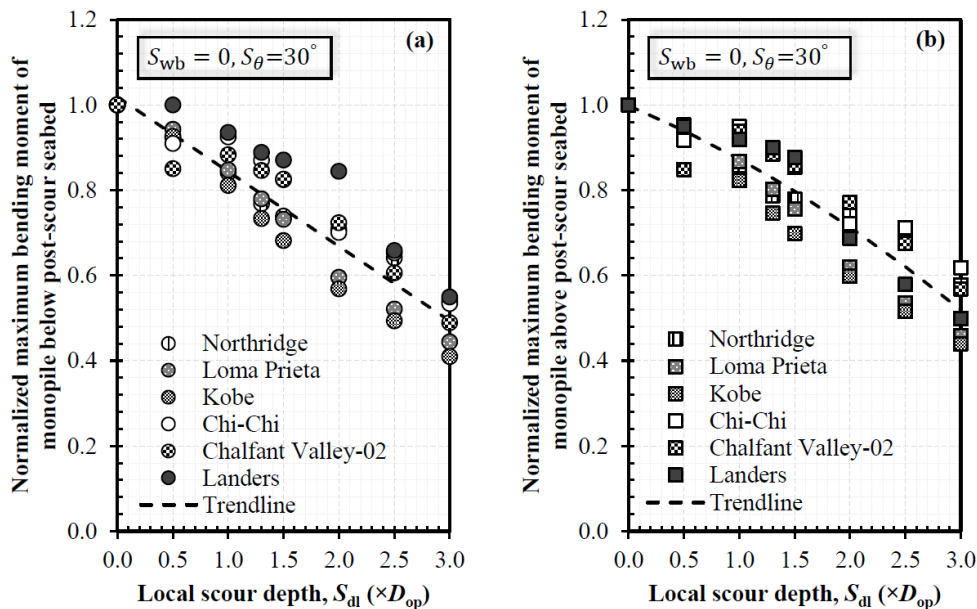 Normalized maximum bending moment of
monopile below post-scour seabed
1.2
1.0
0.8
0.6
0.4
0.2
0.0
(a)
S_wb = 0, S_θ=30°
Northridge
Loma Prieta
Kobe
Chi-Chi
Chalfant Valley-02
Landers
Trendline
0.0 0.5 1.0 1.5 2.0 2.5 3.0
Local scour depth, S_dl (×D_op)
Normalized maximum bending moment of
monopile above post-scour seabed
1.2
1.0
0.8
0.6
0.4
0.2
0.0
(b)
S_wb = 0, S_θ=30°
Northridge
Loma Prieta
Kobe
Chi-Chi
Chalfant Valley-02
Landers
Trendline
0.0 0.5 1.0 1.5 2.0 2.5 3.0
Local scour depth, S_dl (×D_op)